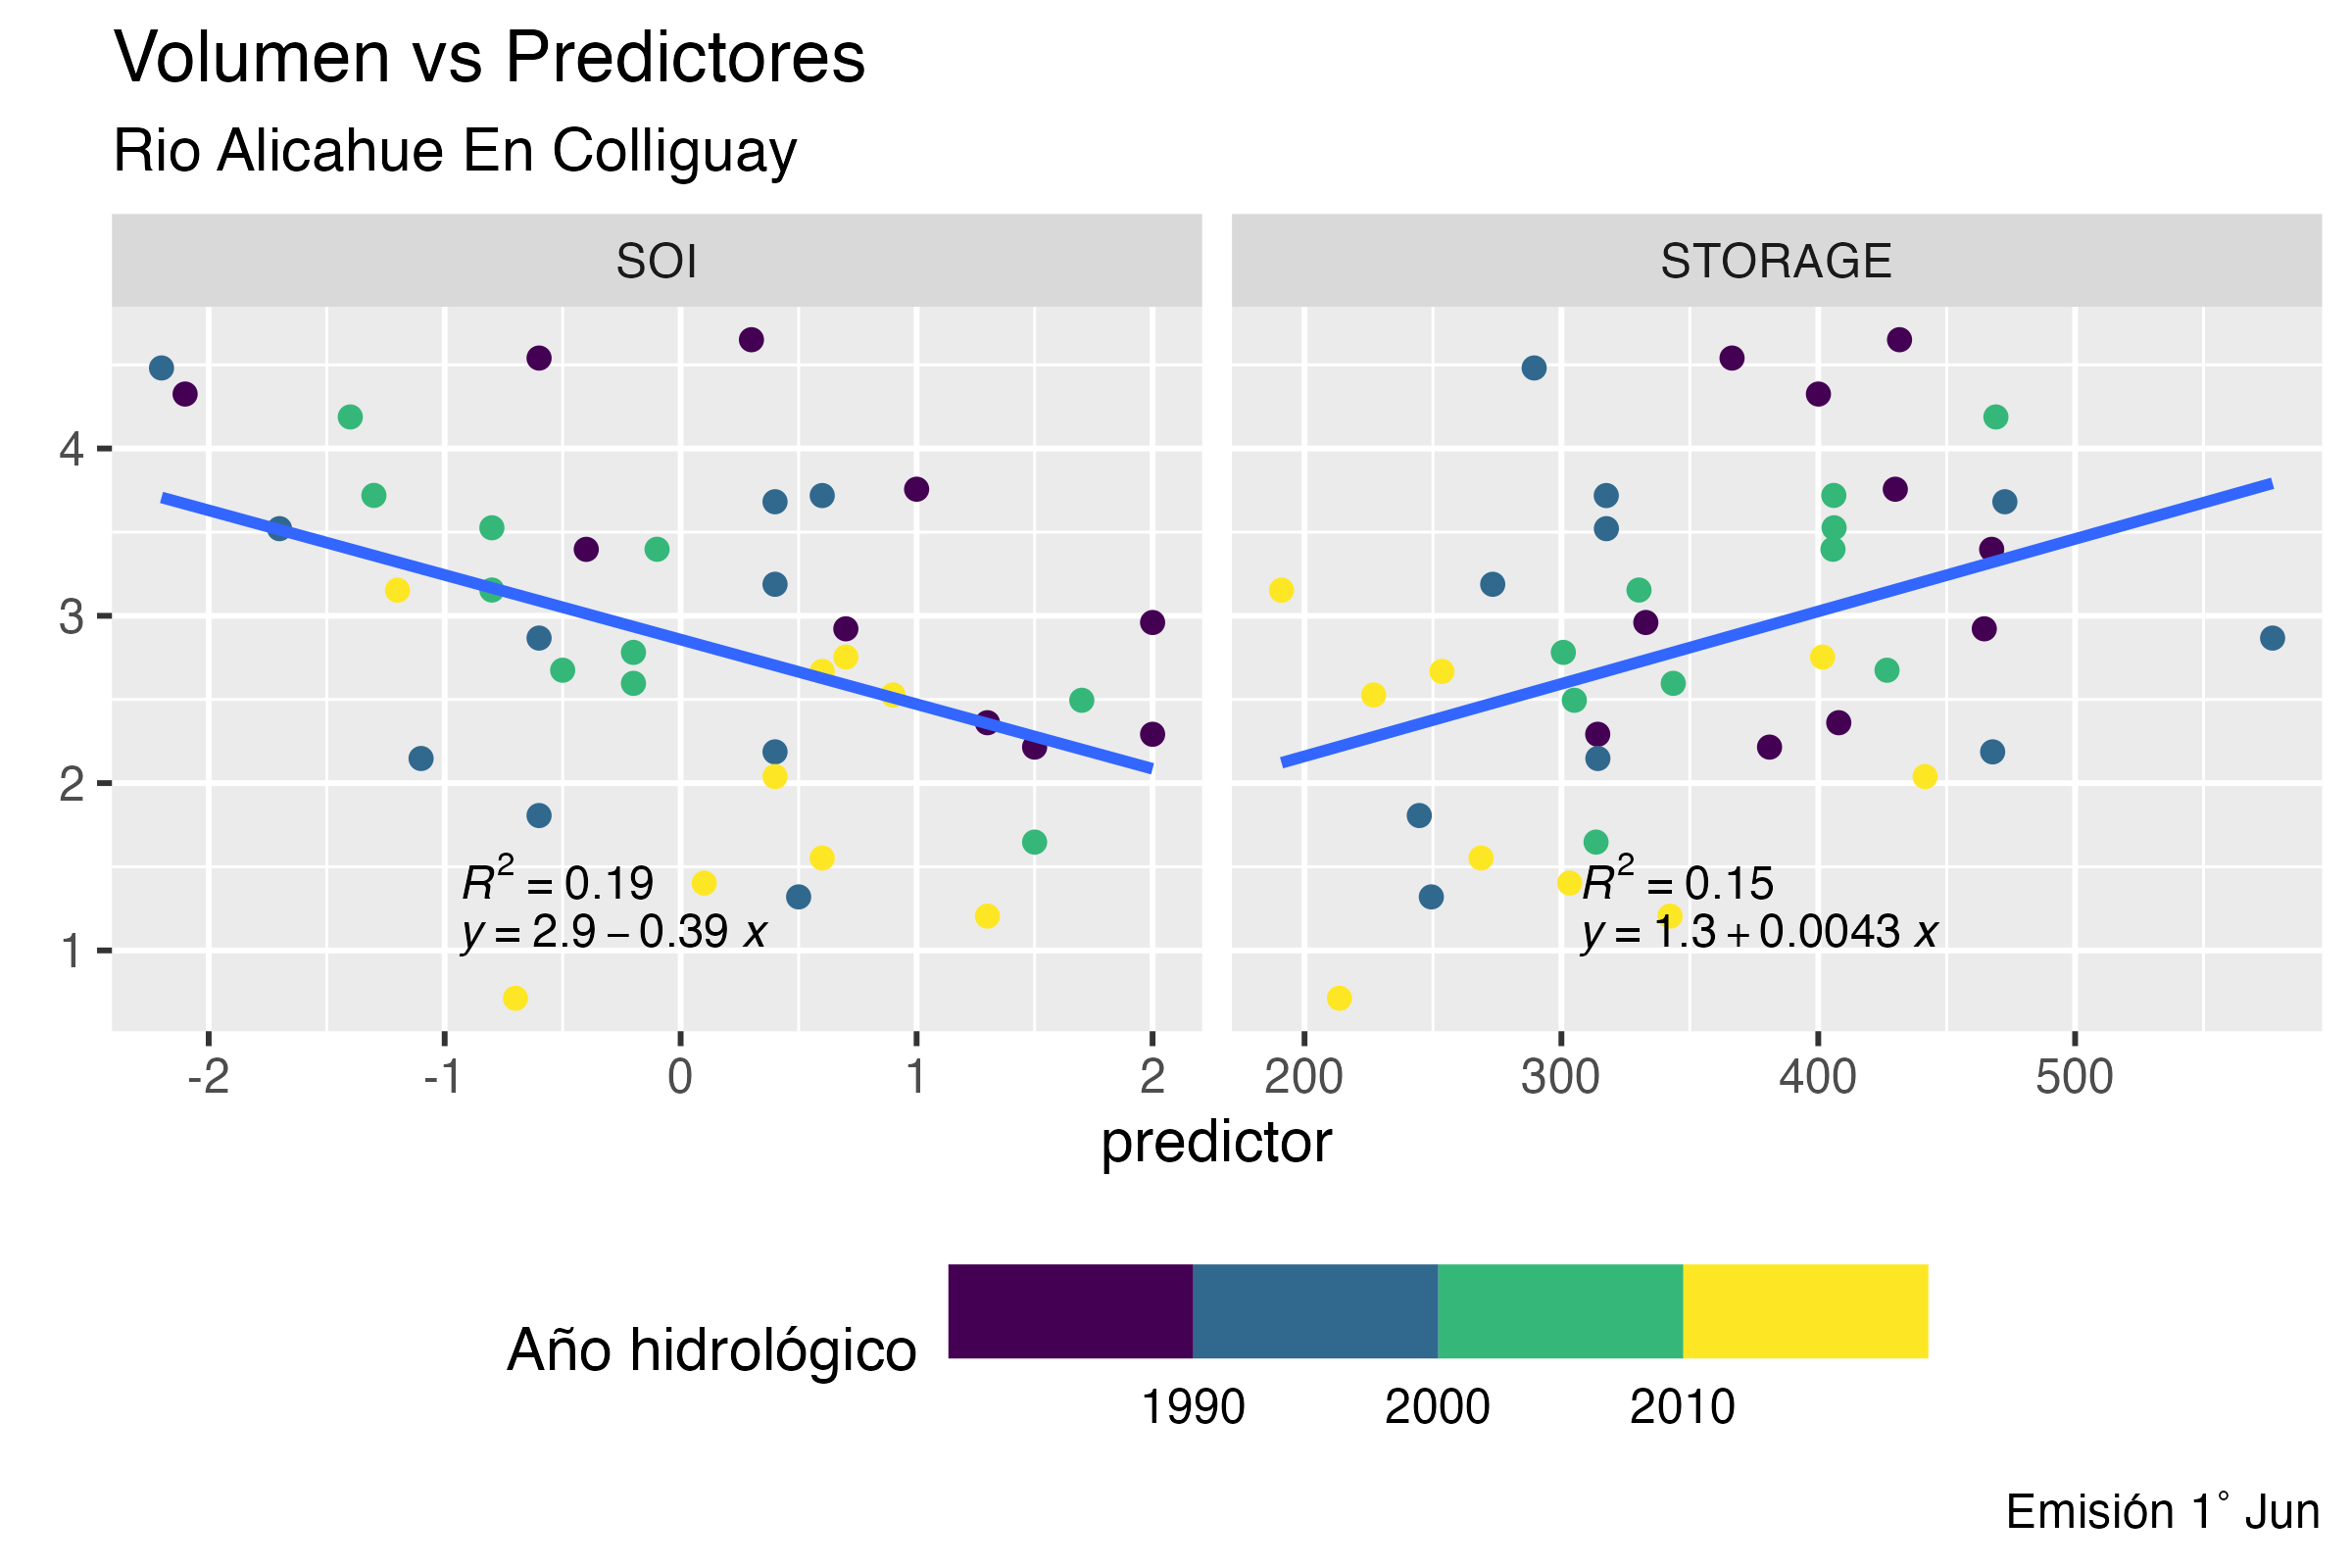 Volumen vs Predictores
Rio Alicahue En Colliguay
SOI
STORAGE
4
3
2
1
R² = 0.19
y = 2.9 − 0.39 x
R² = 0.15
y = 1.3 + 0.0043 x
-2 -1 0 1 2
200 300 400 500
predictor
Año hidrológico
1990 2000 2010
Emisión 1° Jun